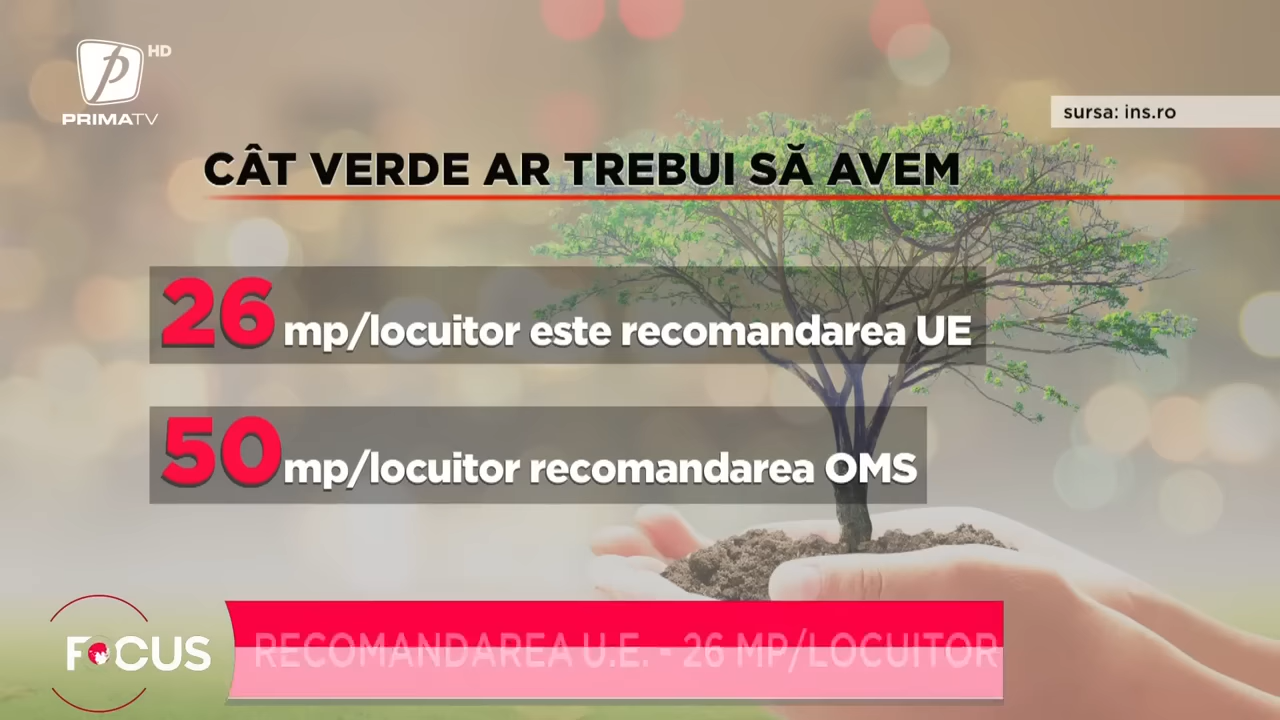 HD
PRIMATV
sursa: ins.ro
CÂT VERDE AR TREBUI SĂ AVEM
26 mp/locuitor este recomandarea UE
50 mp/locuitor recomandarea OMS
FOCUS
RECOMANDAREA U.E. - 26 MP/LOCUITOR